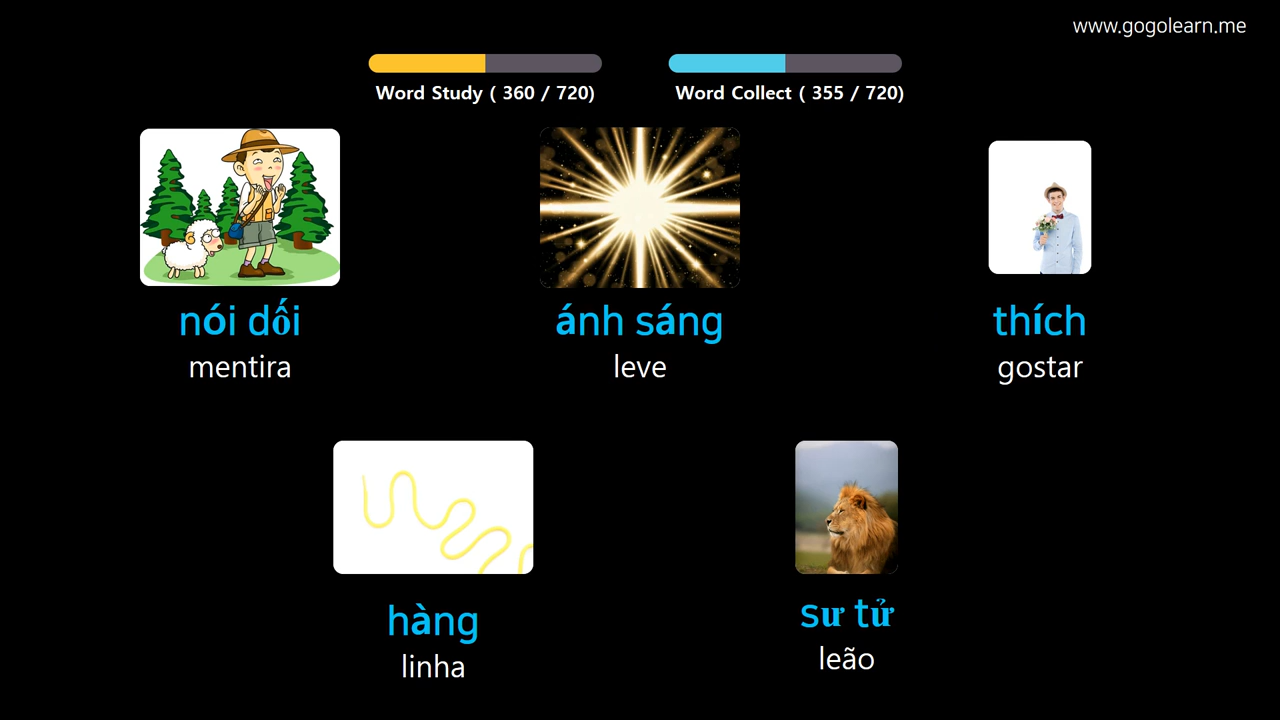 www.gogolearn.me
Word Study ( 360 / 720)
Word Collect ( 355 / 720)
nói dối
mentira
ánh sáng
leve
thích
gostar
hàng
linha
sư tử
leão